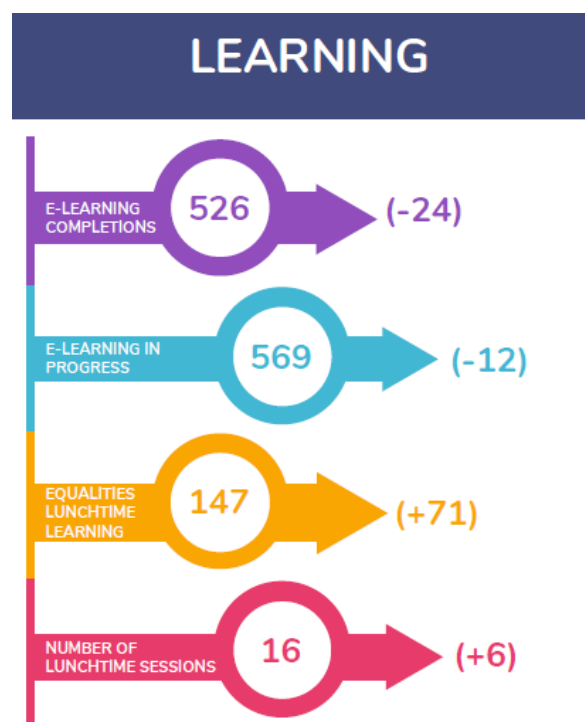 LEARNING
E-LEARNING
COMPLETIONS
526
(-24)
E-LEARNING IN
PROGRESS
569
(-12)
EQUALITIES
LUNCHTIME
LEARNING
147
(+71)
NUMBER OF
LUNCHTIME SESSIONS
16
(+6)